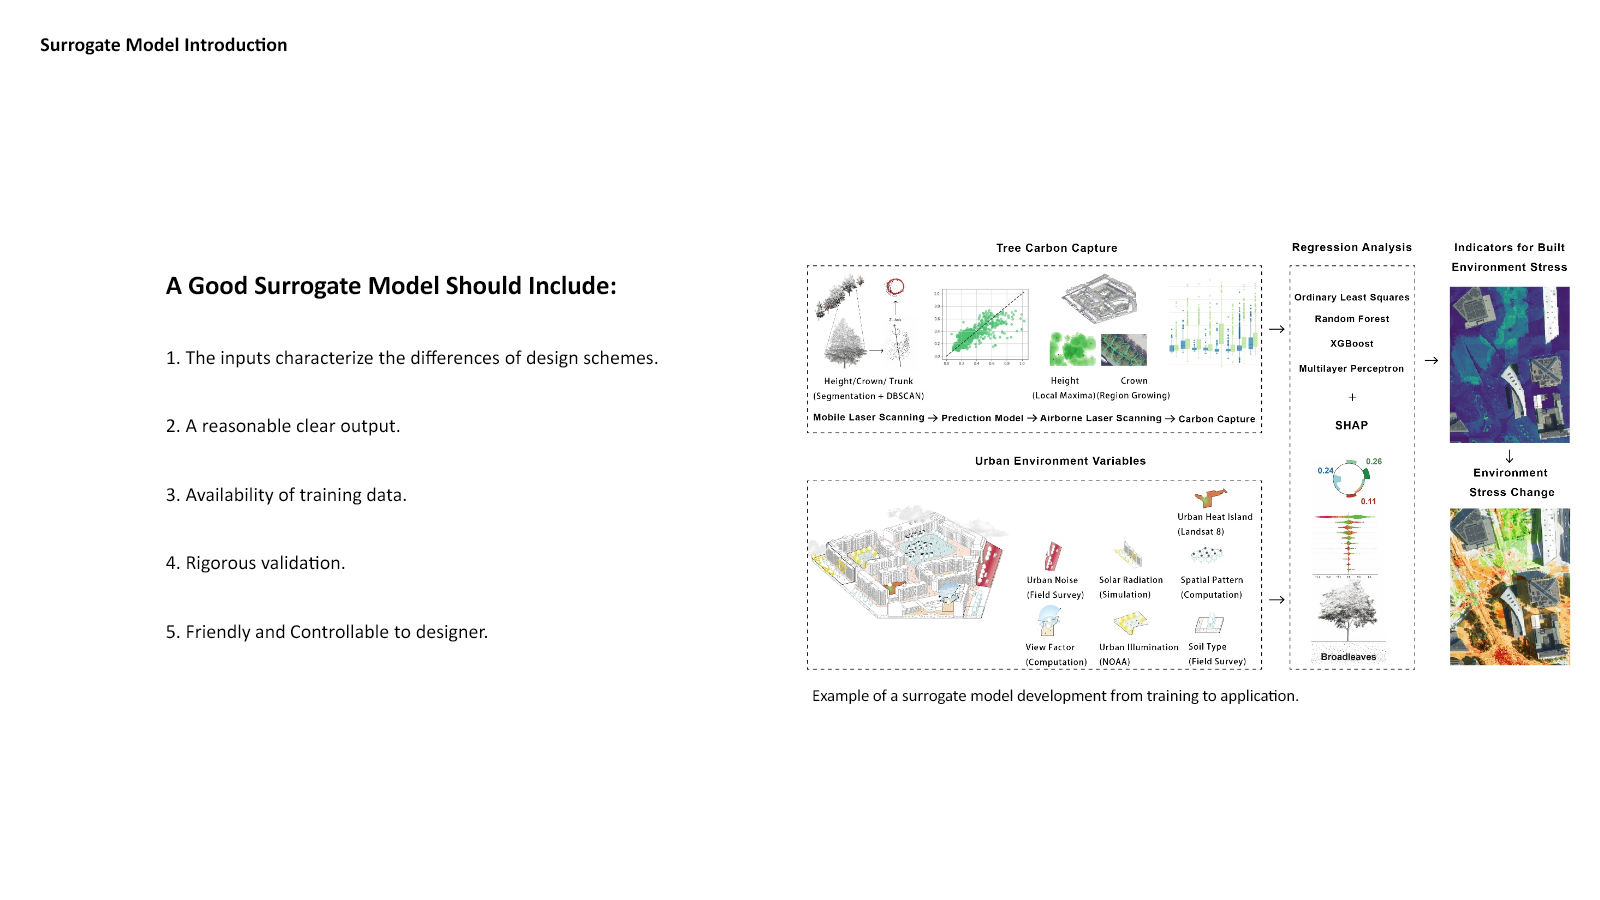 Surrogate Model Introduction
A Good Surrogate Model Should Include:
1. The inputs characterize the differences of design schemes.
2. A reasonable clear output.
3. Availability of training data.
4. Rigorous validation.
5. Friendly and Controllable to designer.
Tree Carbon Capture
Height/Crown/ Trunk
(Segmentation + DBSCAN)
Height
(Local Maxima)
Crown
(Region Growing)
Mobile Laser Scanning → Prediction Model → Airborne Laser Scanning → Carbon Capture
Urban Environment Variables
Urban Heat Island
(Landsat 8)
Urban Noise
(Field Survey)
Solar Radiation
(Simulation)
Spatial Pattern
(Computation)
View Factor
(Computation)
Urban Illumination
(NOAA)
Soil Type
(Field Survey)
Regression Analysis
Ordinary Least Squares
Random Forest
XGBoost
Multilayer Perceptron
+
SHAP
0.24
0.26
0.11
Broadleaves
Indicators for Built
Environment Stress
Environment
Stress Change
Example of a surrogate model development from training to application.